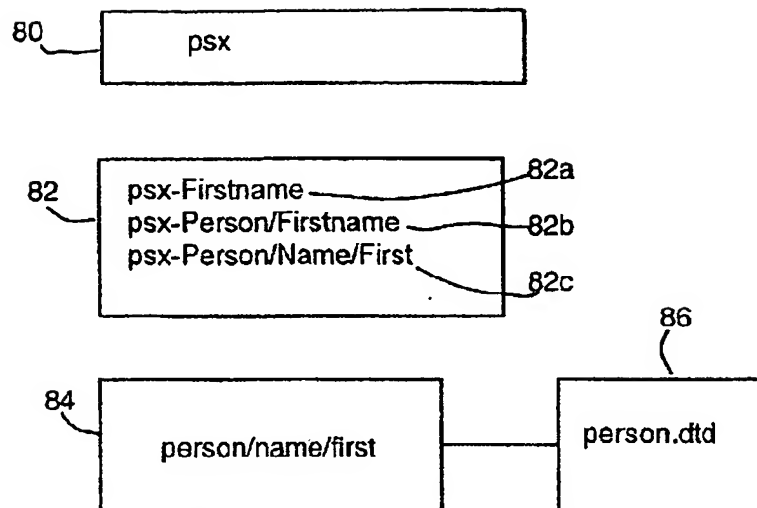 80
psx
82
psx-Firstname
82a
psx-Person/Firstname
82b
psx-Person/Name/First
82c
86
84
person/name/first
person.dtd